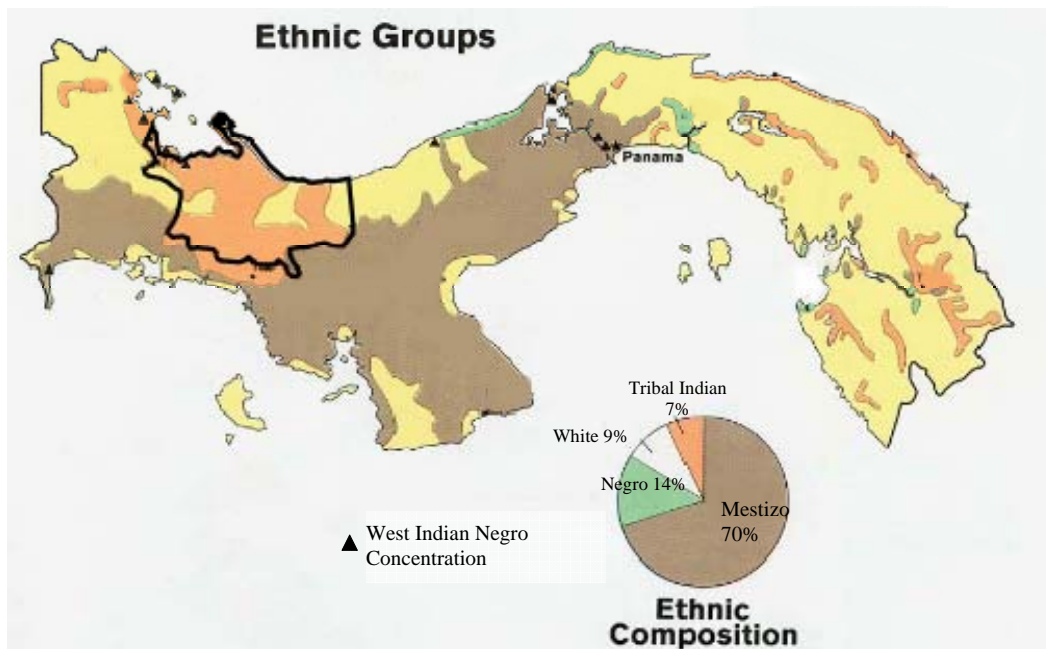 Ethnic Groups
Panama
Tribal Indian
7%
White 9%
Negro 14%
Mestizo
70%
West Indian Negro
Concentration
Ethnic
Composition